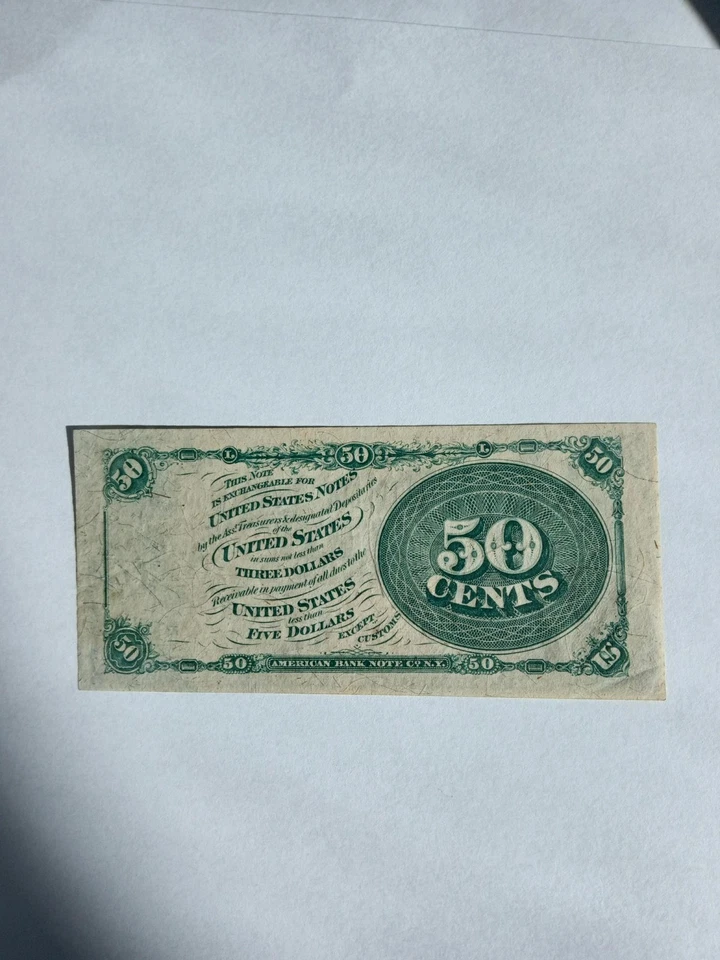 50 L 50 L 50
THIS NOTE
IS EXCHANGEABLE FOR
UNITED STATES NOTES
by the Asst. Treasurers & designated Depositaries
of the
UNITED STATES
in sums not less than
THREE DOLLARS
Receivable in payment of all dues to the
UNITED STATES
less than
FIVE DOLLARS
EXCEPT
CUSTOMS
50
CENTS
50 50 AMERICAN BANK NOTE CO. N.Y. 50 US